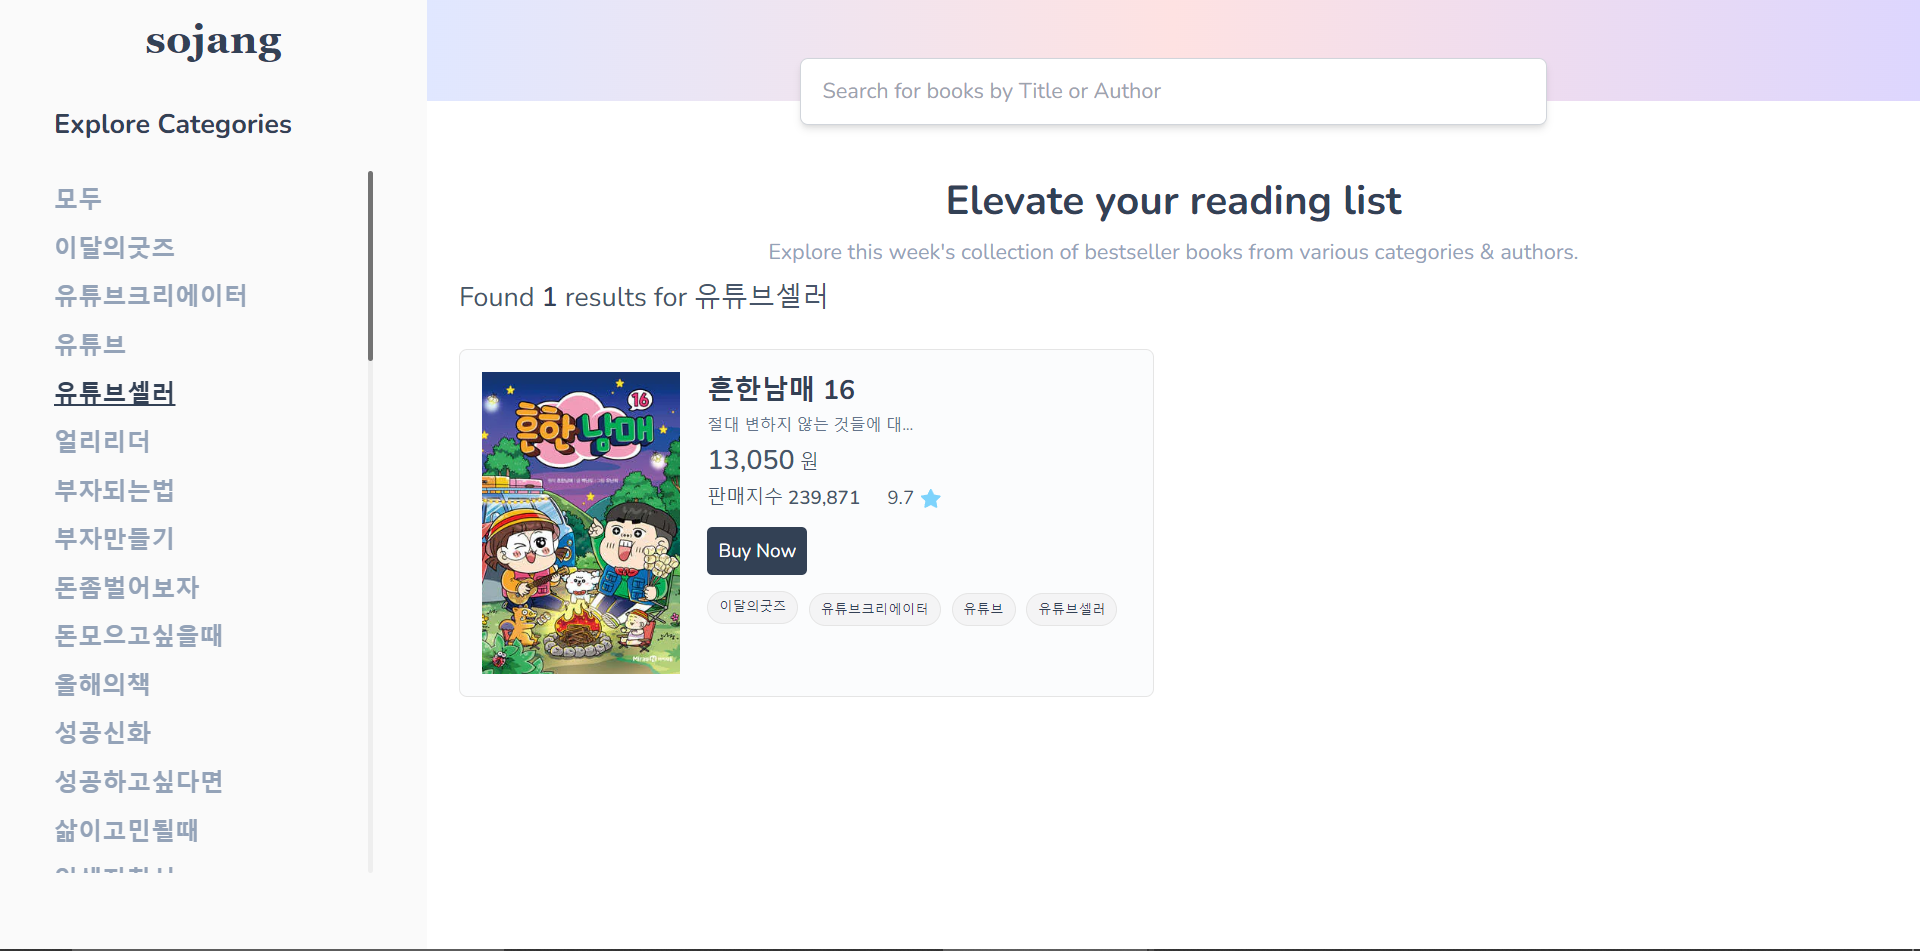 sojang
Explore Categories
모두
이달의굿즈
유튜브크리에이터
유튜브
유튜브셀러
얼리리더
부자되는법
부자만들기
돈좀벌어보자
돈모으고싶을때
올해의책
성공신화
성공하고싶다면
삶이고민될때
Search for books by Title or Author
Elevate your reading list
Explore this week's collection of bestseller books from various categories & authors.
Found 1 results for 유튜브셀러
16
흔한남매
흔한남매 16
절대 변하지 않는 것들에 대...
13,050 원
판매지수 239,871 9.7
Buy Now
이달의굿즈 유튜브크리에이터 유튜브 유튜브셀러